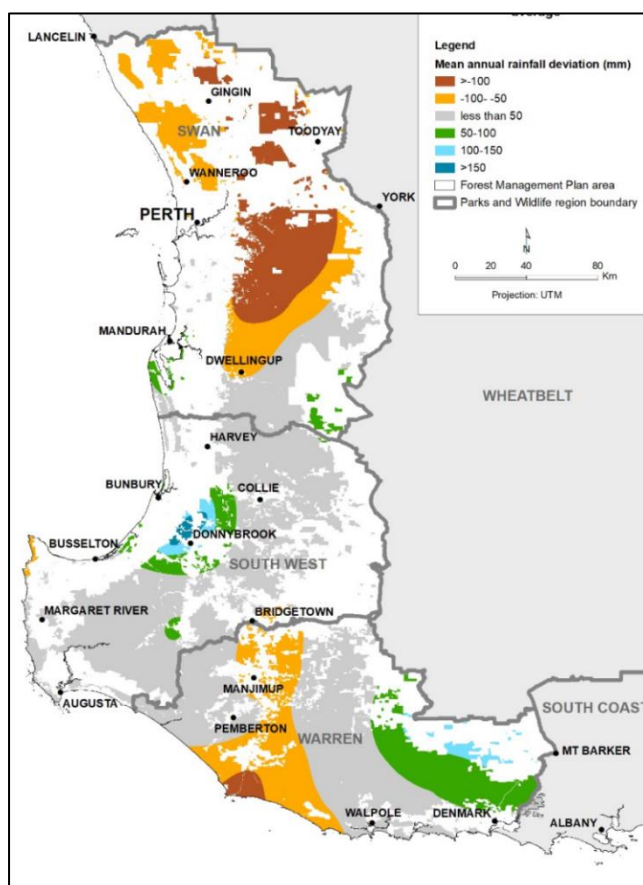 average
Legend
Mean annual rainfall deviation (mm)
>-100
-100- -50
less than 50
50-100
100-150
>150
Forest Management Plan area
Parks and Wildlife region boundary
N
0 20 40 80
Km
Projection: UTM
LANCELIN
GINGIN
SWAN
TOODYAY
WANNEROO
YORK
PERTH
MANDURAH
DWELLINGUP
WHEATBELT
HARVEY
BUNBURY
COLLIE
DONNYBROOK
BUSSELTON
SOUTH WEST
MARGARET RIVER
BRIDGETOWN
MANJIMUP
AUGUSTA
SOUTH COAST
PEMBERTON
WARREN
MT BARKER
WALPOLE
DENMARK
ALBANY